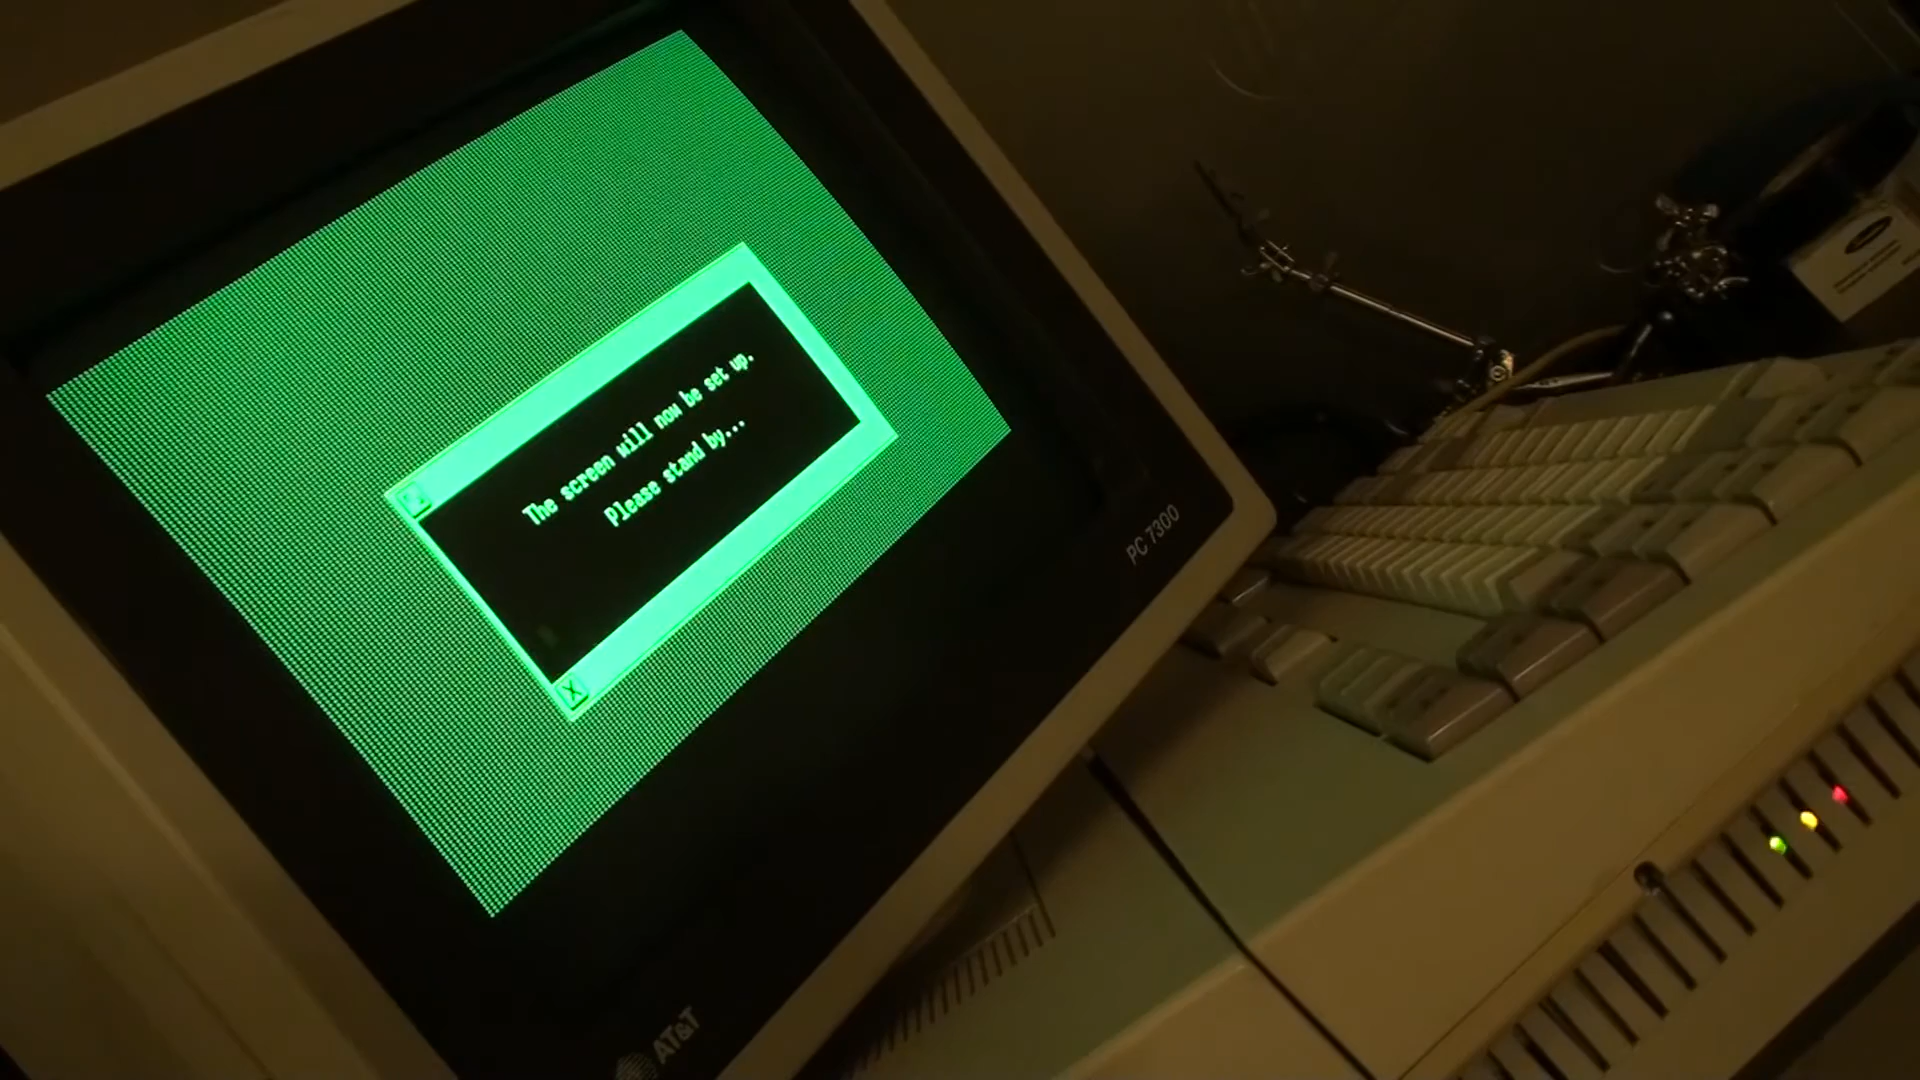 The screen will now be set up.
Please stand by...
X
PC 7300
AT&T